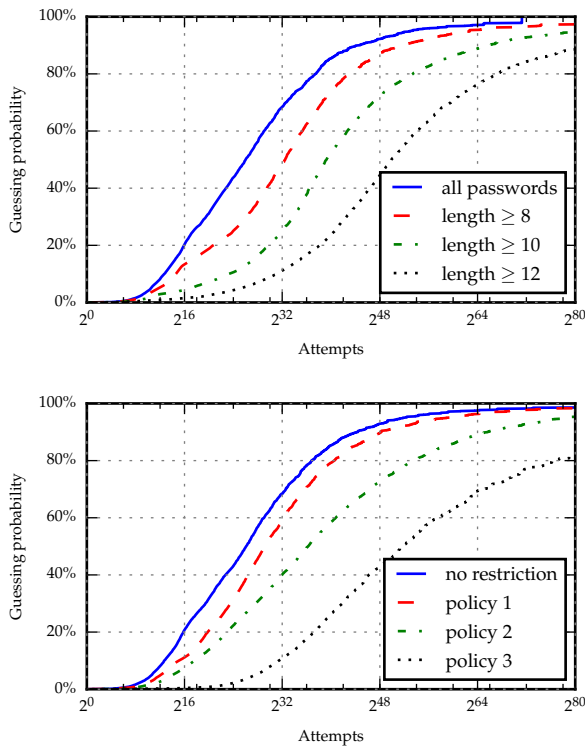 100%
80%
60%
40%
20%
0%
Guessing probability
all passwords
length ≥ 8
length ≥ 10
length ≥ 12
2^0 2^16 2^32 2^48 2^64 2^80
Attempts
100%
80%
60%
40%
20%
0%
Guessing probability
no restriction
policy 1
policy 2
policy 3
2^0 2^16 2^32 2^48 2^64 2^80
Attempts